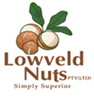 Lowveld
Nuts PTY(LTD)
Simply Superior